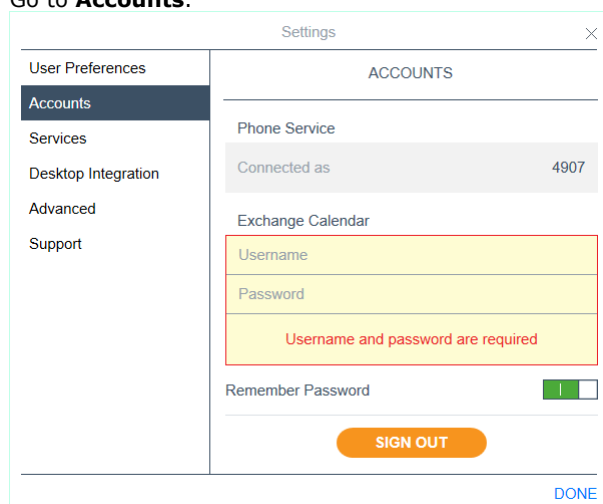 Go to Accounts.
Settings
User Preferences
Accounts
Services
Desktop Integration
Advanced
Support
ACCOUNTS
Phone Service
Connected as 4907
Exchange Calendar
Username
Password
Username and password are required
Remember Password
SIGN OUT
DONE